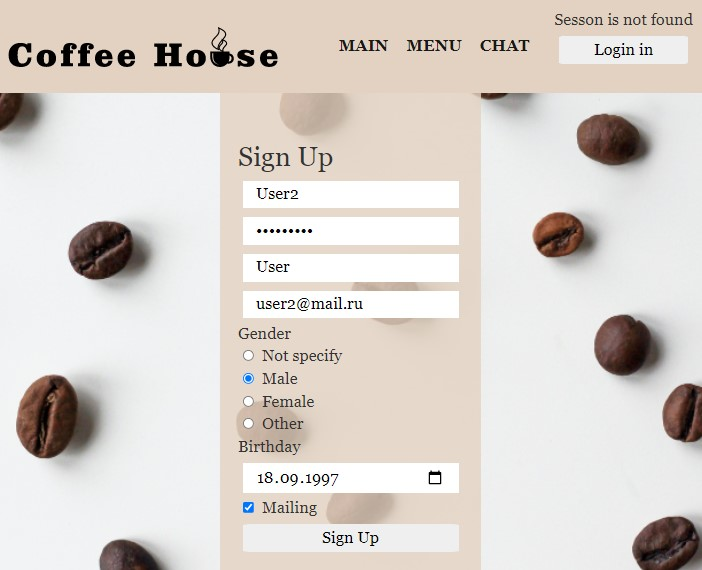 Sesson is not found
Coffee House
MAIN MENU CHAT
Login in
Sign Up
User2
•••••••••
User
user2@mail.ru
Gender
Not specify
Male
Female
Other
Birthday
18.09.1997
Mailing
Sign Up